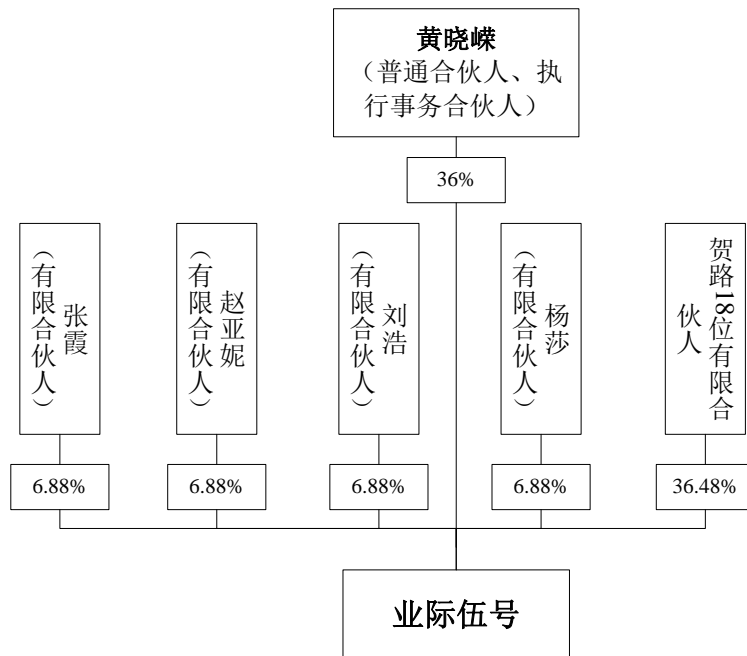 黄晓嵘
（普通合伙人、执
行事务合伙人）
36%
张霞
（有限合伙人）
赵亚妮
（有限合伙人）
刘浩
（有限合伙人）
杨莎
（有限合伙人）
贺路18位有限合
伙人
6.88%
6.88%
6.88%
6.88%
36.48%
业际伍号